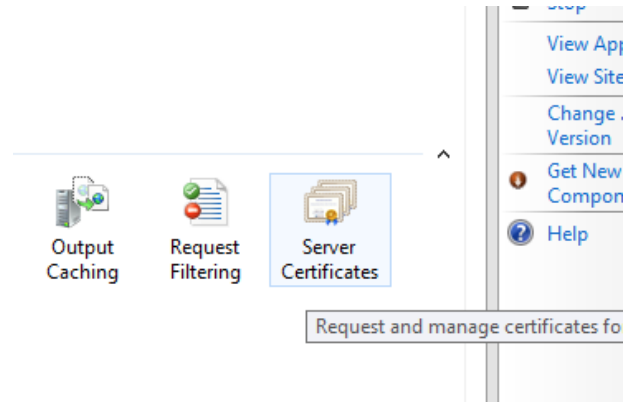 Stop
View App
View Site
Change .
Version
Get New
Compon
Help
Output
Caching
Request
Filtering
Server
Certificates
Request and manage certificates fo